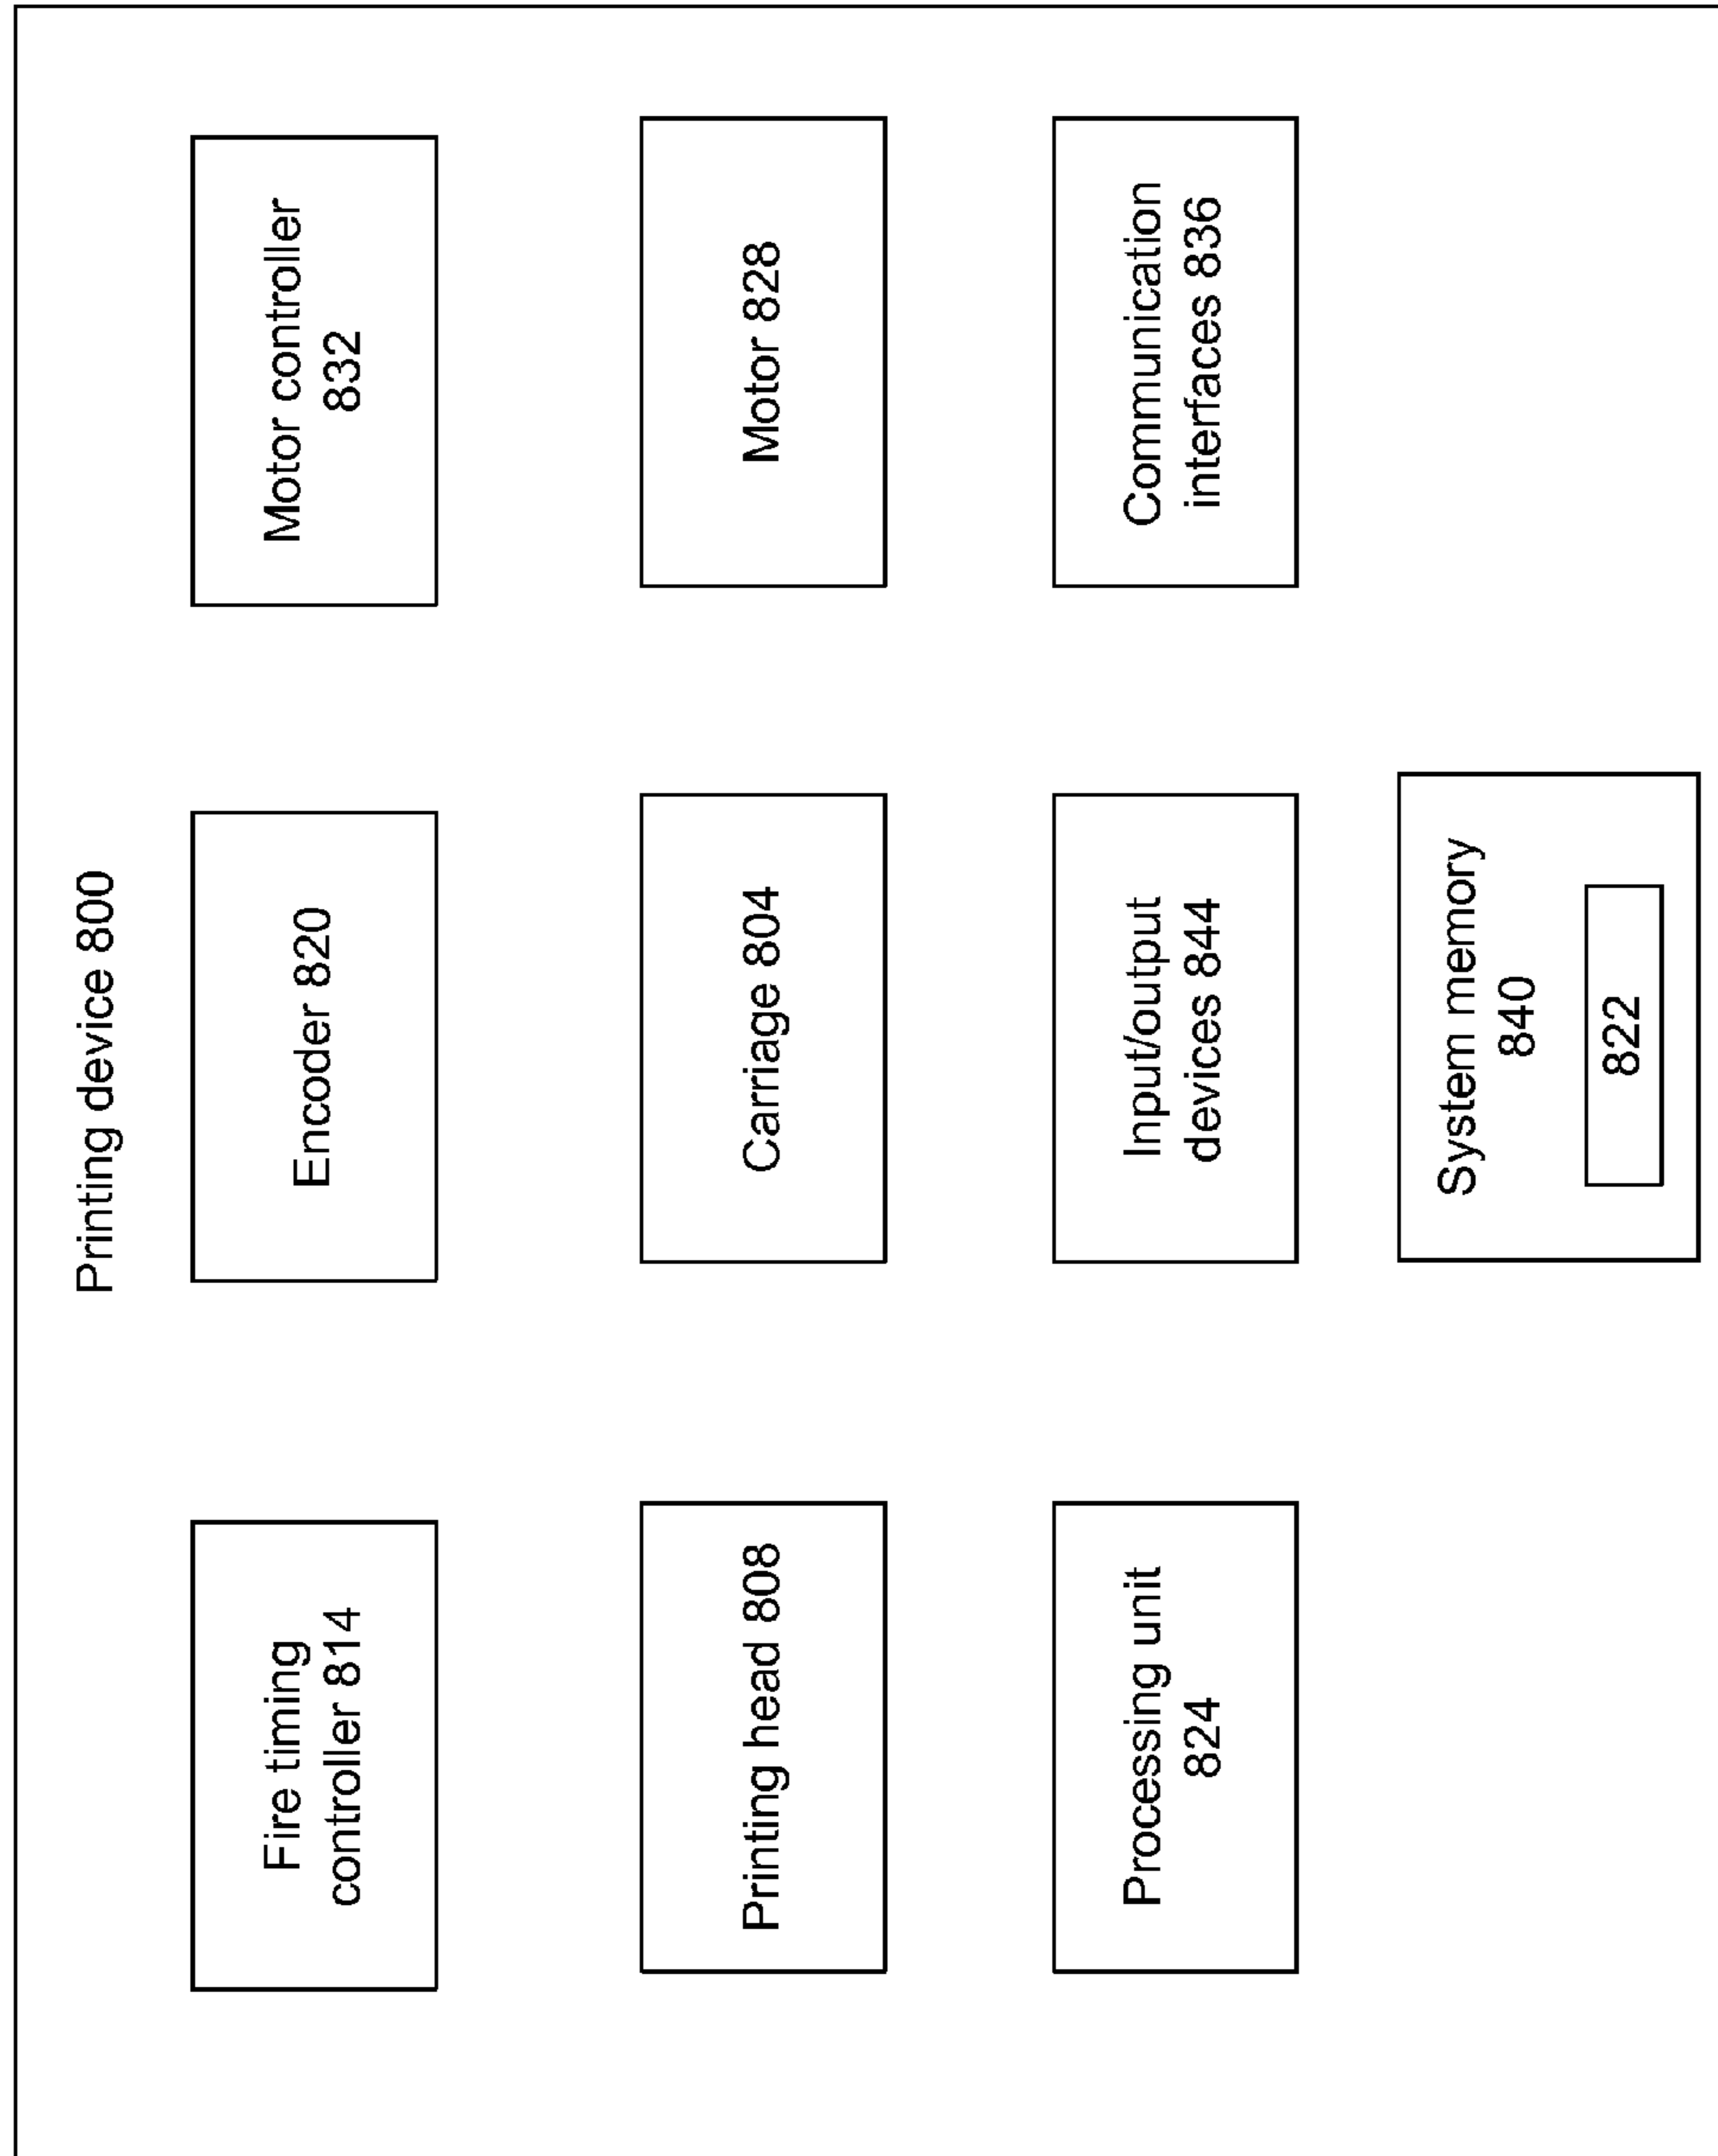 Printing device 800
Fire timing
controller 814
Encoder 820
Motor controller
832
Printing head 808
Carriage 804
Motor 828
Processing unit
824
Input/output
devices 844
Communication
interfaces 836
System memory
840
822